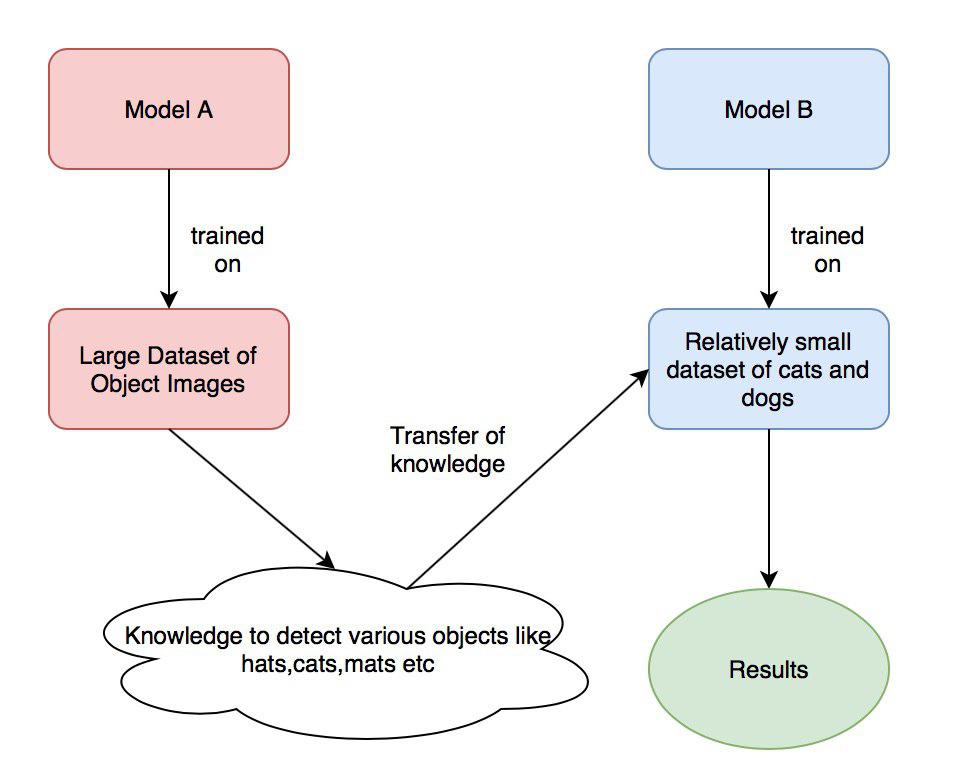 Model A
Model B
trained
on
trained
on
Large Dataset of
Object Images
Relatively small
dataset of cats and
dogs
Transfer of
knowledge
Knowledge to detect various objects like
hats,cats,mats etc
Results